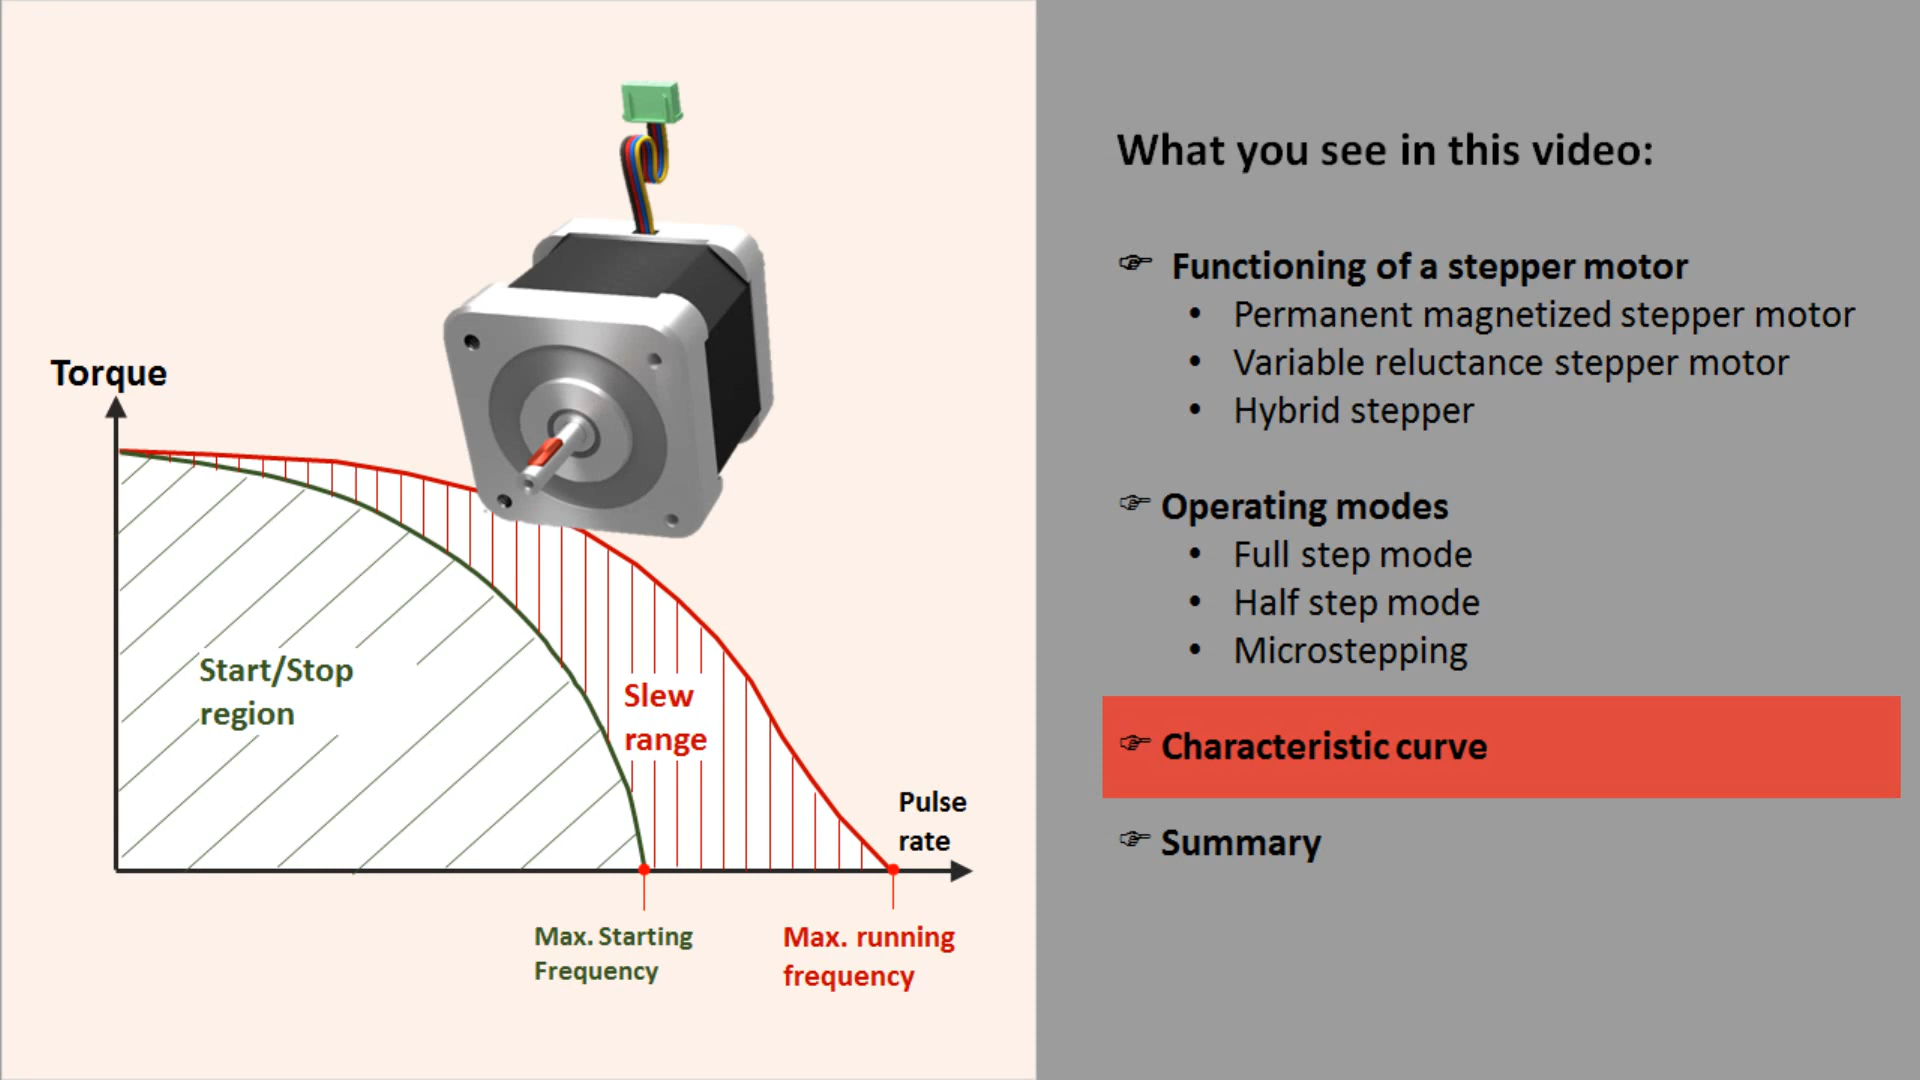 Torque
Start/Stop
region
Slew
range
Pulse
rate
Max. Starting
Frequency
Max. running
frequency
What you see in this video:
☞ Functioning of a stepper motor
• Permanent magnetized stepper motor
• Variable reluctance stepper motor
• Hybrid stepper
☞ Operating modes
• Full step mode
• Half step mode
• Microstepping
☞ Characteristic curve
☞ Summary